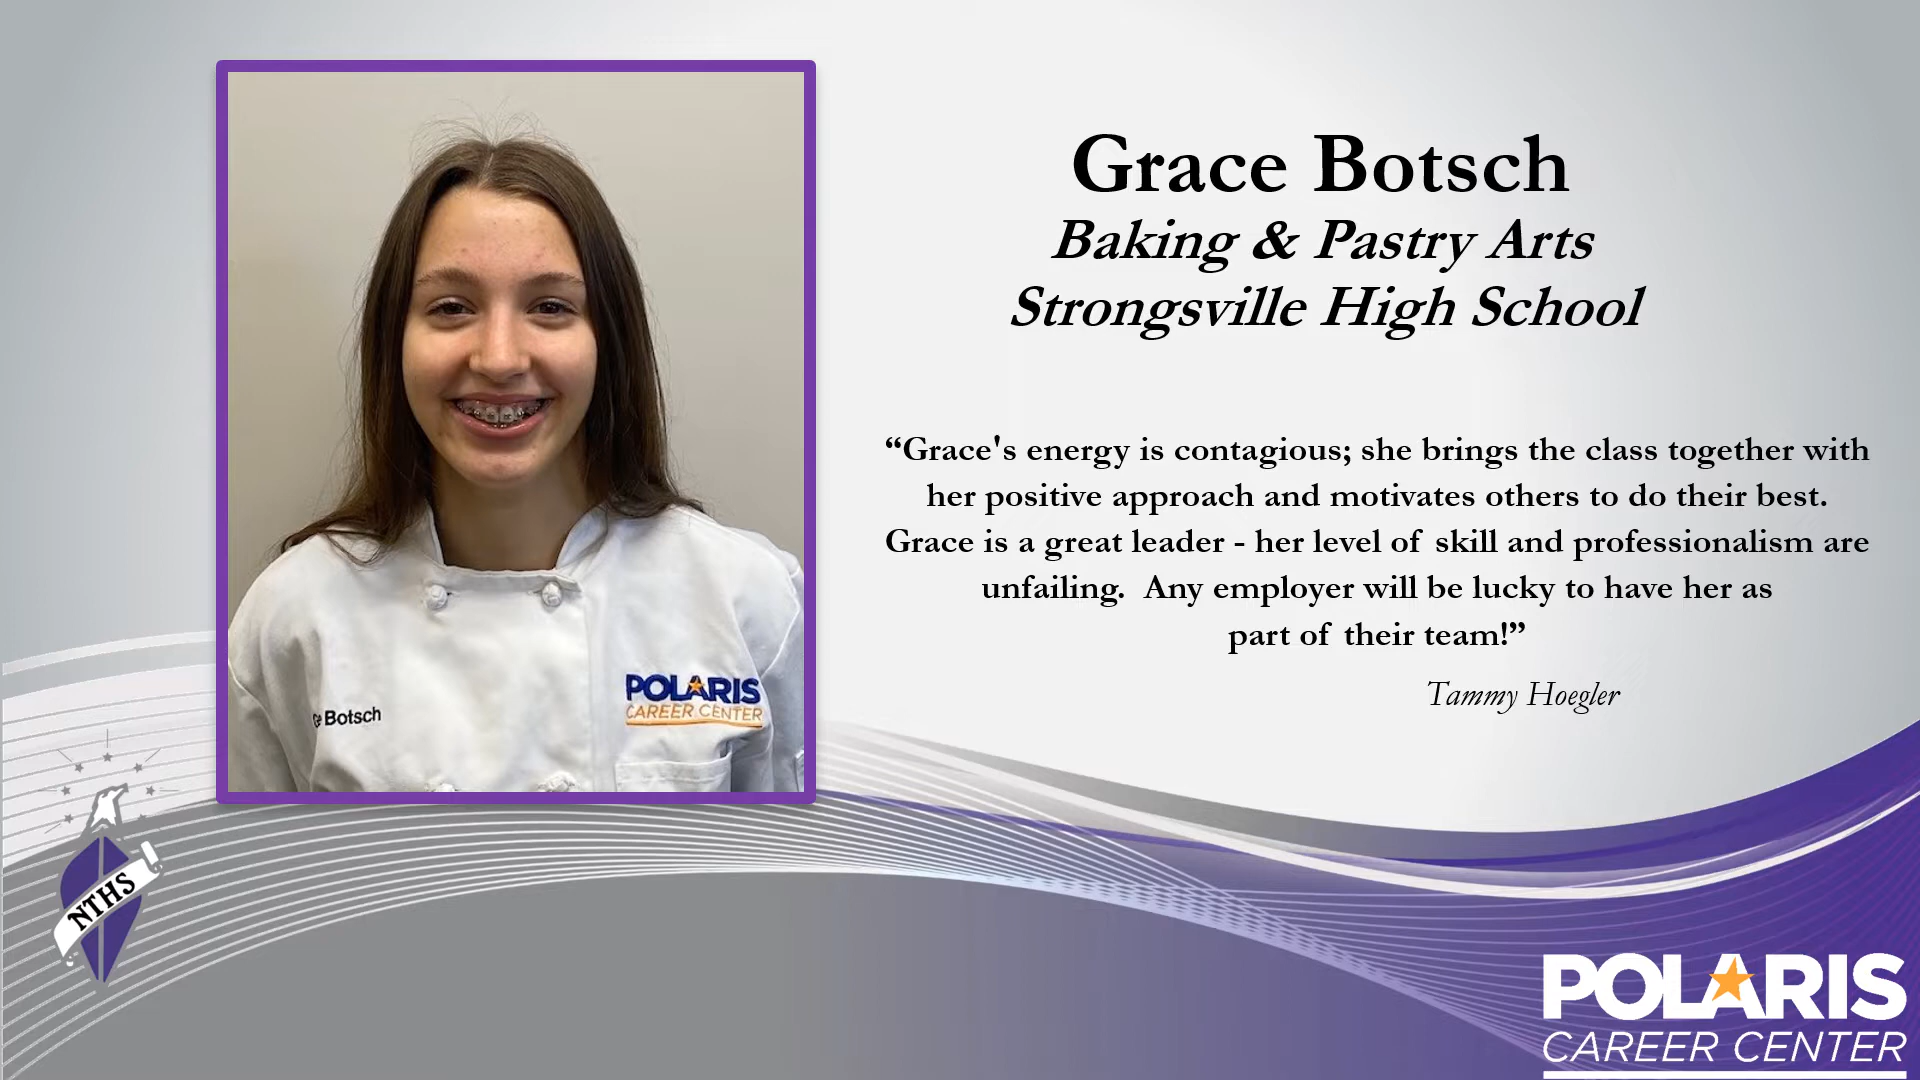 Grace Botsch
Baking & Pastry Arts
Strongsville High School
“Grace's energy is contagious; she brings the class together with
her positive approach and motivates others to do their best.
Grace is a great leader - her level of skill and professionalism are
unfailing.  Any employer will be lucky to have her as
part of their team!”
Tammy Hoegler
Botsch
POLARIS
CAREER CENTER
NTHS
POLARIS
CAREER CENTER